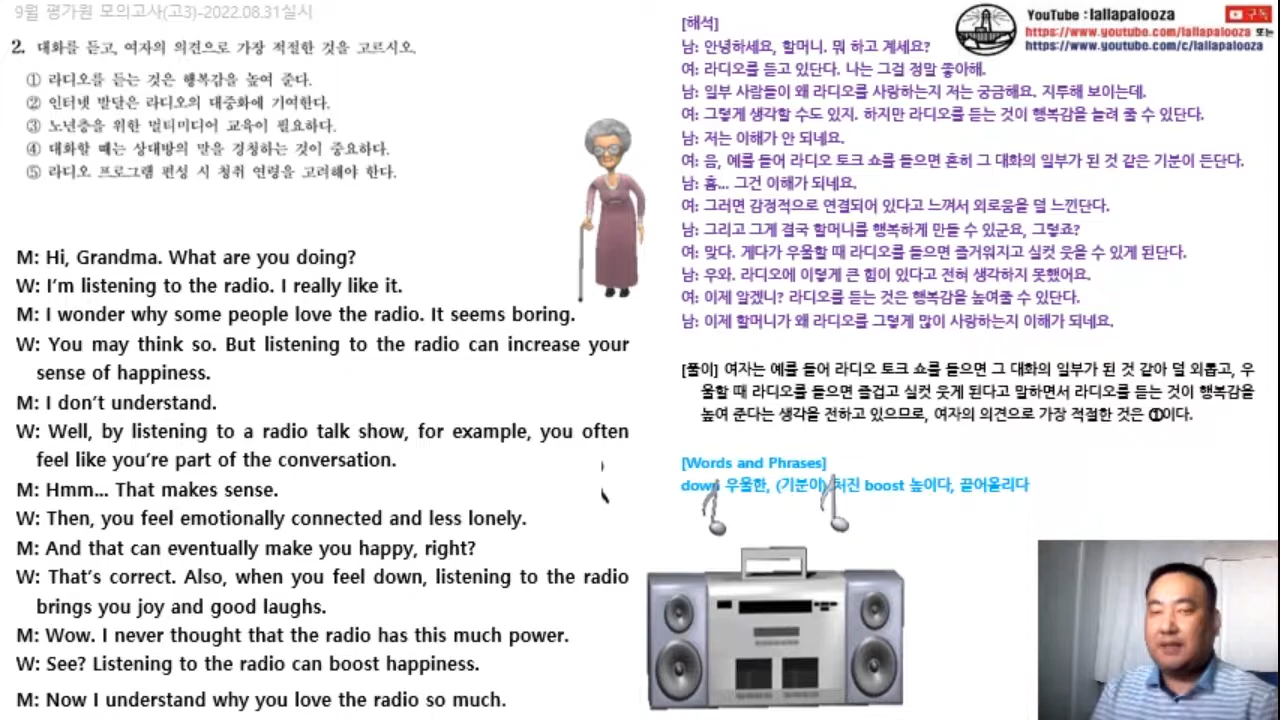 9월 평가원 모의고사(고3)-2022.08.31실시
2. 대화를 듣고, 여자의 의견으로 가장 적절한 것을 고르시오.
① 라디오를 듣는 것은 행복감을 높여 준다.
② 인터넷 발달은 라디오의 대중화에 기여한다.
③ 노년층을 위한 멀티미디어 교육이 필요하다.
④ 대화할 때는 상대방의 말을 경청하는 것이 중요하다.
⑤ 라디오 프로그램 편성 시 청취 연령을 고려해야 한다.
M: Hi, Grandma. What are you doing?
W: I'm listening to the radio. I really like it.
M: I wonder why some people love the radio. It seems boring.
W: You may think so. But listening to the radio can increase your
sense of happiness.
M: I don't understand.
W: Well, by listening to a radio talk show, for example, you often
feel like you're part of the conversation.
M: Hmm... That makes sense.
W: Then, you feel emotionally connected and less lonely.
M: And that can eventually make you happy, right?
W: That's correct. Also, when you feel down, listening to the radio
brings you joy and good laughs.
M: Wow. I never thought that the radio has this much power.
W: See? Listening to the radio can boost happiness.
M: Now I understand why you love the radio so much.
[해석]
남: 안녕하세요, 할머니. 뭐 하고 계세요?
여: 라디오를 듣고 있단다. 나는 그걸 정말 좋아해.
남: 일부 사람들이 왜 라디오를 사랑하는지 저는 궁금해요. 지루해 보이는데.
여: 그렇게 생각할 수도 있지. 하지만 라디오를 듣는 것이 행복감을 늘려 줄 수 있단다.
남: 저는 이해가 안 되네요.
여: 음, 예를 들어 라디오 토크 쇼를 들으면 흔히 그 대화의 일부가 된 것 같은 기분이 든단다.
남: 흠... 그건 이해가 되네요.
여: 그러면 감정적으로 연결되어 있다고 느껴서 외로움을 덜 느낀단다.
남: 그리고 그게 결국 할머니를 행복하게 만들 수 있군요, 그렇죠?
여: 맞다. 게다가 우울할 때 라디오를 들으면 즐거워지고 실컷 웃을 수 있게 된단다.
남: 우와. 라디오에 이렇게 큰 힘이 있다고 전혀 생각하지 못했어요.
여: 이제 알겠니? 라디오를 듣는 것은 행복감을 높여줄 수 있단다.
남: 이제 할머니가 왜 라디오를 그렇게 많이 사랑하는지 이해가 되네요.
[풀이] 여자는 예를 들어 라디오 토크 쇼를 들으면 그 대화의 일부가 된 것 같아 덜 외롭고, 우
울할 때 라디오를 들으면 즐겁고 실컷 웃게 된다고 말하면서 라디오를 듣는 것이 행복감을
높여 준다는 생각을 전하고 있으므로, 여자의 의견으로 가장 적절한 것은 ①이다.
[Words and Phrases]
down 우울한, (기분이) 처진 boost 높이다, 끌어올리다
YouTube : lallapalooza
구독
https://www.youtube.com/lallapalooza 또는
https://www.youtube.com/c/lallapalooza